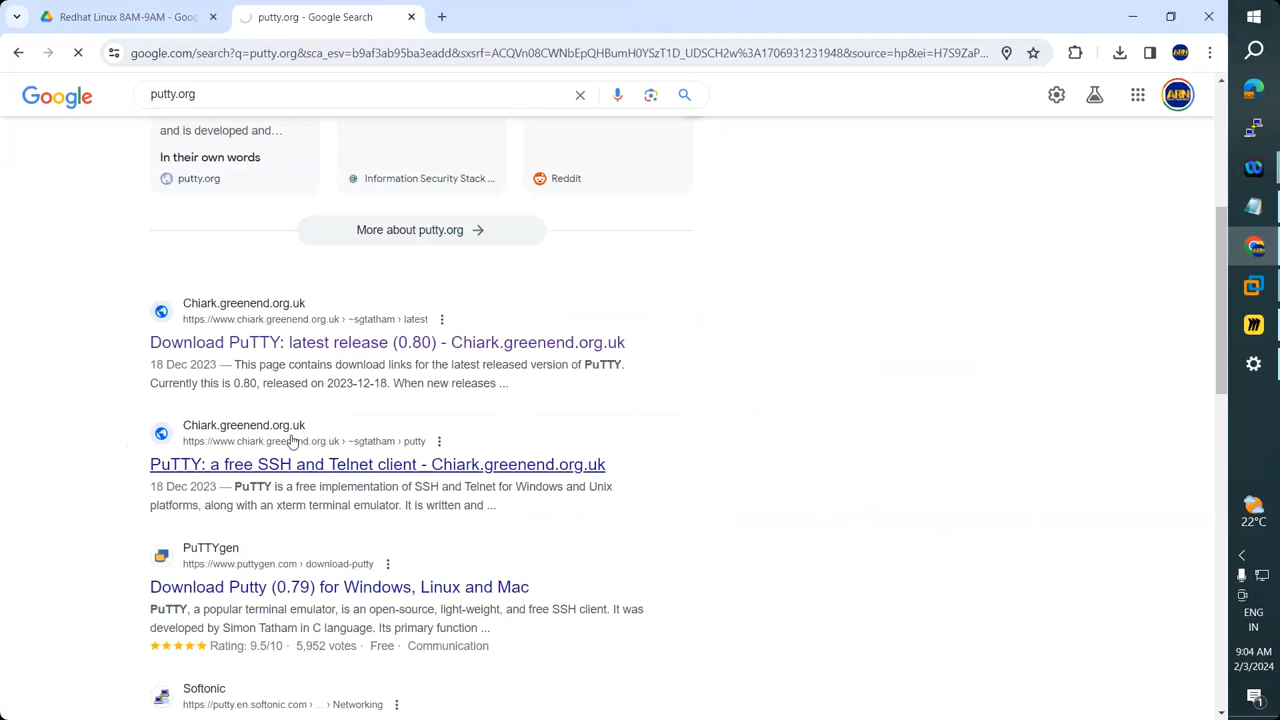 Redhat Linux 8AM-9AM - Goog
putty.org - Google Search
google.com/search?q=putty.org&sca_esv=b9af3ab95ba3eadd&sxsrf=ACQVn08CWNbEpQHBumH0YSzT1D_UDSCH2w%3A1706931231948&source=hp&ei=H7S9ZaP...
Google
putty.org
ARN
and is developed and...
In their own words
putty.org
Information Security Stack ...
Reddit
More about putty.org
Chiark.greenend.org.uk
https://www.chiark.greenend.org.uk › ~sgtatham › latest
Download PuTTY: latest release (0.80) - Chiark.greenend.org.uk
18 Dec 2023 — This page contains download links for the latest released version of PuTTY.
Currently this is 0.80, released on 2023-12-18. When new releases ...
Chiark.greenend.org.uk
https://www.chiark.greenend.org.uk › ~sgtatham › putty
PuTTY: a free SSH and Telnet client - Chiark.greenend.org.uk
18 Dec 2023 — PuTTY is a free implementation of SSH and Telnet for Windows and Unix
platforms, along with an xterm terminal emulator. It is written and ...
PuTTYgen
https://www.puttygen.com › download-putty
Download Putty (0.79) for Windows, Linux and Mac
PuTTY, a popular terminal emulator, is an open-source, light-weight, and free SSH client. It was
developed by Simon Tatham in C language. Its primary function ...
Rating: 9.5/10 · 5,952 votes · Free · Communication
Softonic
https://putty.en.softonic.com › ... › Networking
22°C
ENG
IN
9:04 AM
2/3/2024
1